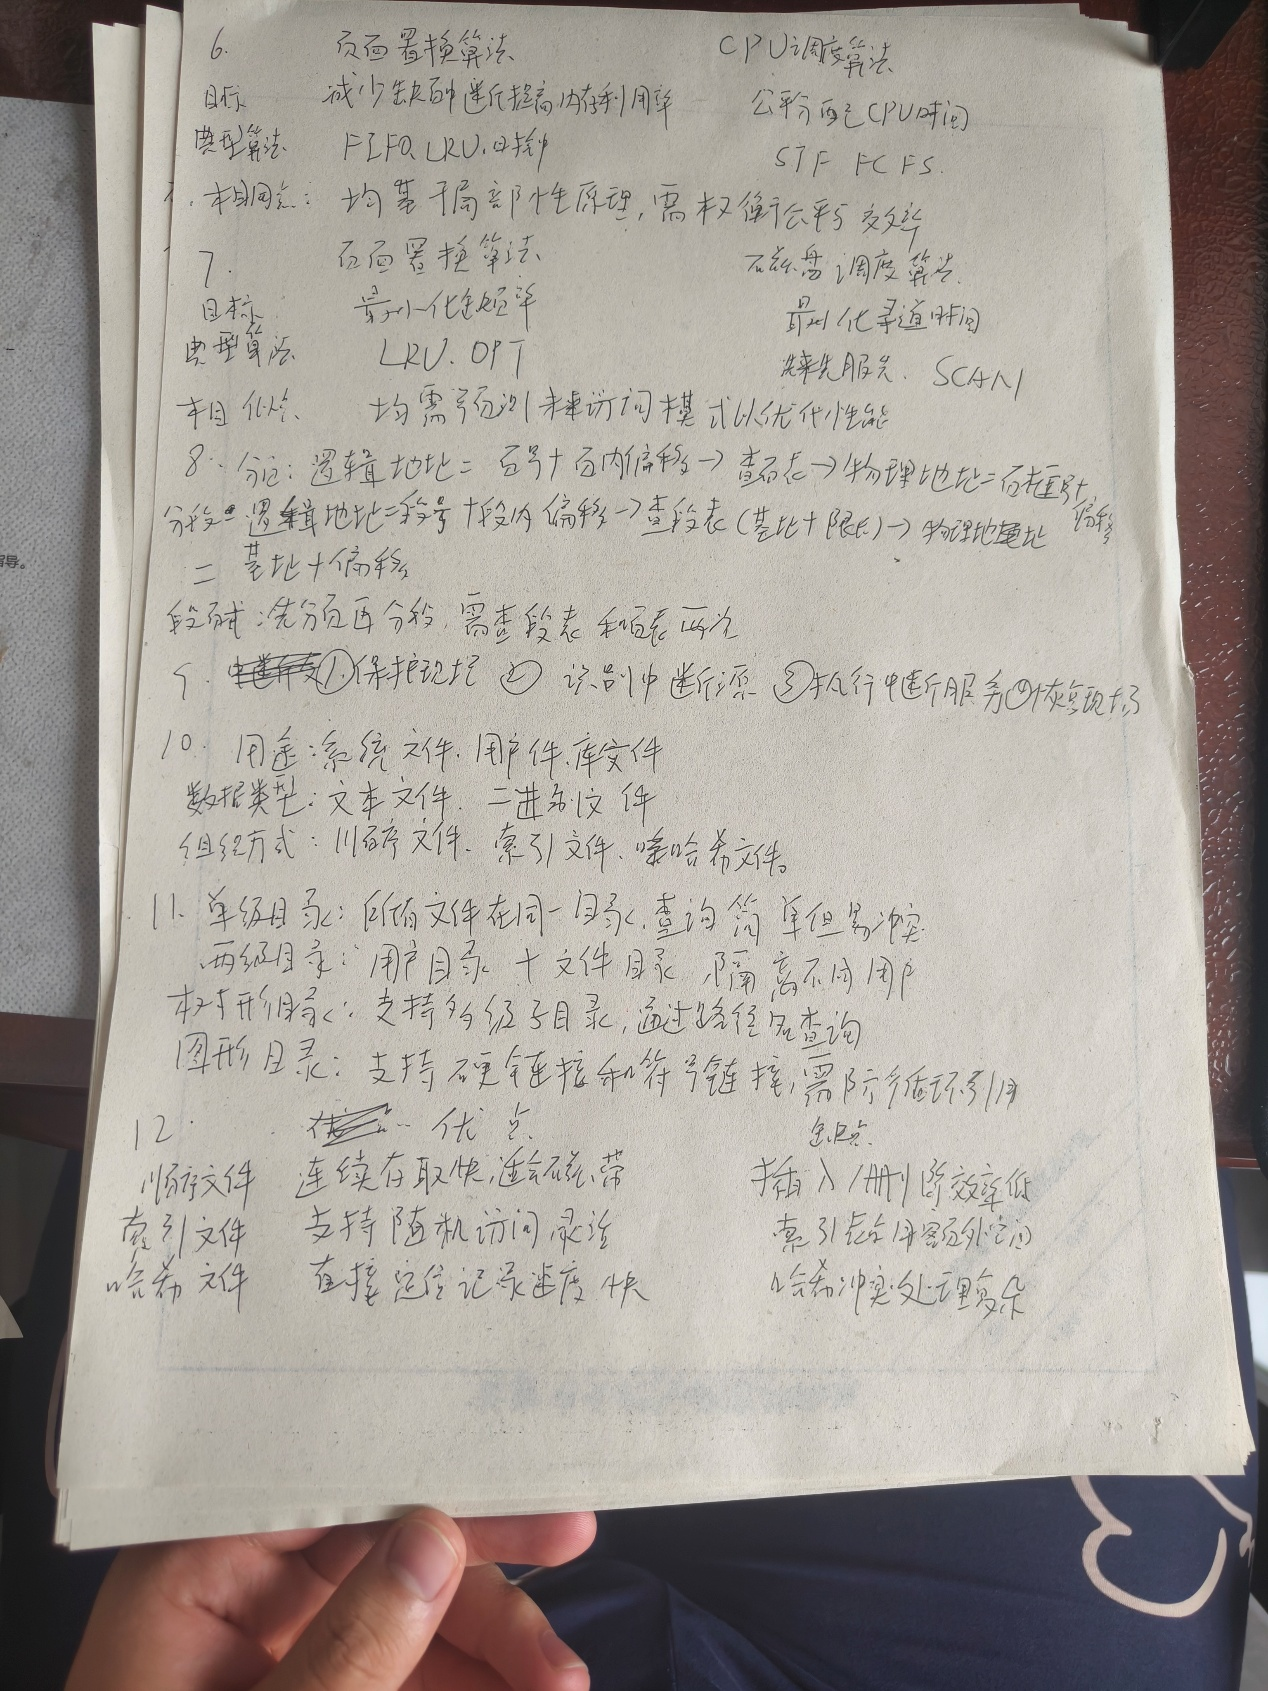 6. 页面置换算法 CPU调度算法
目标 减少缺页中断提高内存利用率 公平分配CPU时间
典型算法 FIFO、LRU、时钟 SJF FCFS.
相同点: 均基于局部性原理,需权衡公平与效率
7. 页面置换算法 磁盘调度算法
目标 最小化缺页率 最小化寻道时间
典型算法 LRU、OPT 先来先服务、SCAN
相似点 均需预测未来访问模式以优化性能
8. 分页:逻辑地址=页号+页内偏移→查页表→物理地址=页框号+偏移
分段=逻辑地址=段号+段内偏移→查段表(基址+限长)→物理地址
=基址+偏移
段页式:先分页再分段,需查段表和页表两次
9. ①保护现场 ② 识别中断源 ③执行中断服务④恢复现场
10. 用途:系统文件、用户件、库文件
数据类型:文本文件、二进制文件
组织方式:顺序文件、索引文件、哈希文件。
11. 单级目录:所有文件在同一目录,查询简单但易冲突
两级目录:用户目录+文件目录,隔离不同用户
树形目录:支持多级子目录,通过路径名查询
图形目录:支持硬链接和符号链接,需防循环引用
12. 优点 缺点
顺序文件 连续存取快,适合磁带 插入/删除效率低
索引文件 支持随机访问 索引表占用额外空间
哈希文件 直接定位记录速度快 哈希冲突处理复杂